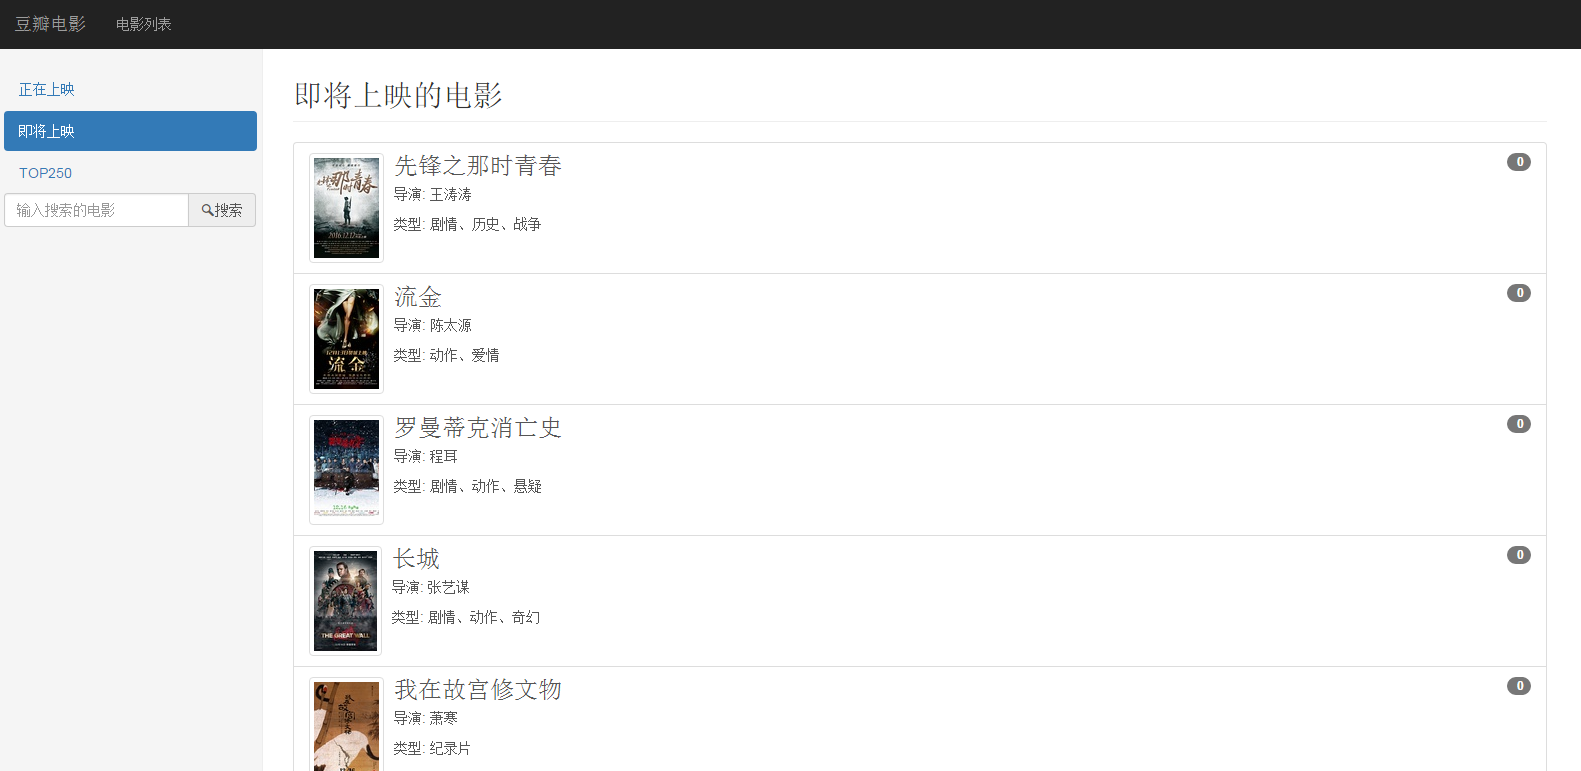 豆瓣电影 电影列表
正在上映
即将上映
TOP250
输入搜索的电影 搜索
即将上映的电影
先锋之那时青春 0
导演: 王涛涛
类型: 剧情、历史、战争
流金 0
导演: 陈太源
类型: 动作、爱情
流金
罗曼蒂克消亡史 0
导演: 程耳
类型: 剧情、动作、悬疑
长城 0
导演: 张艺谋
类型: 剧情、动作、奇幻
THE GREAT WALL
我在故宫修文物 0
导演: 萧寒
类型: 纪录片